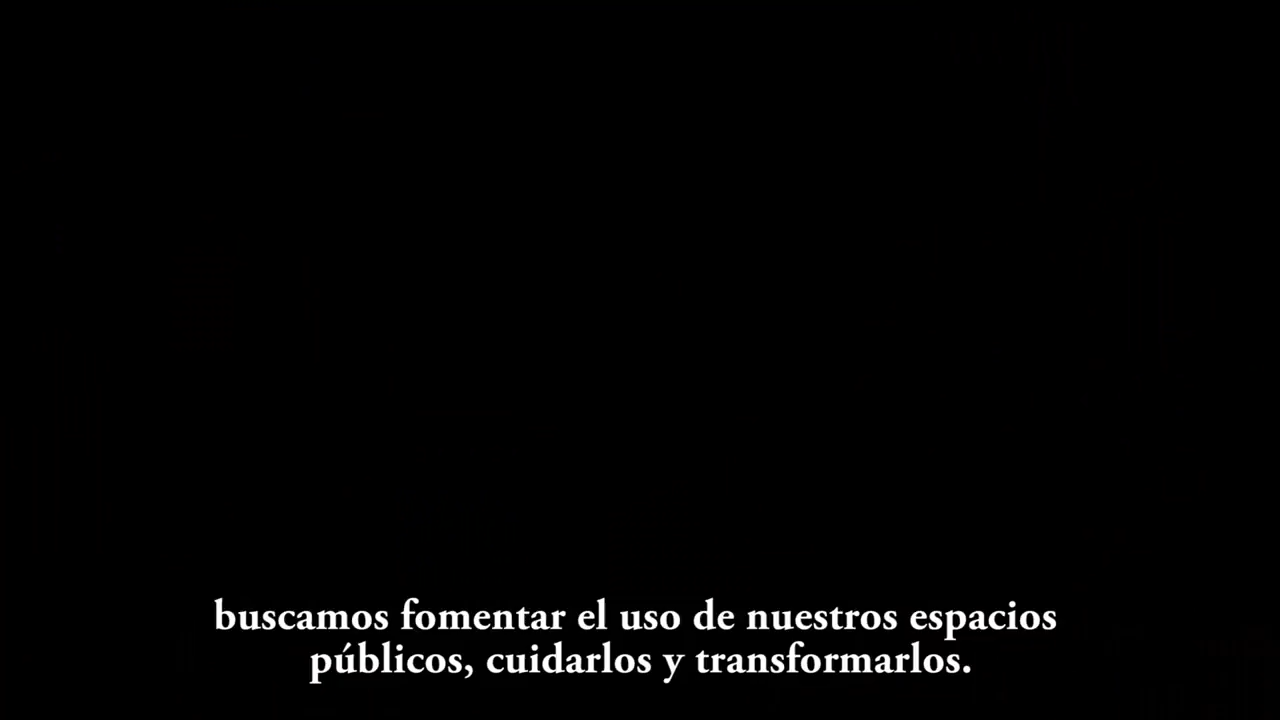 buscamos fomentar el uso de nuestros espacios
públicos, cuidarlos y transformarlos.